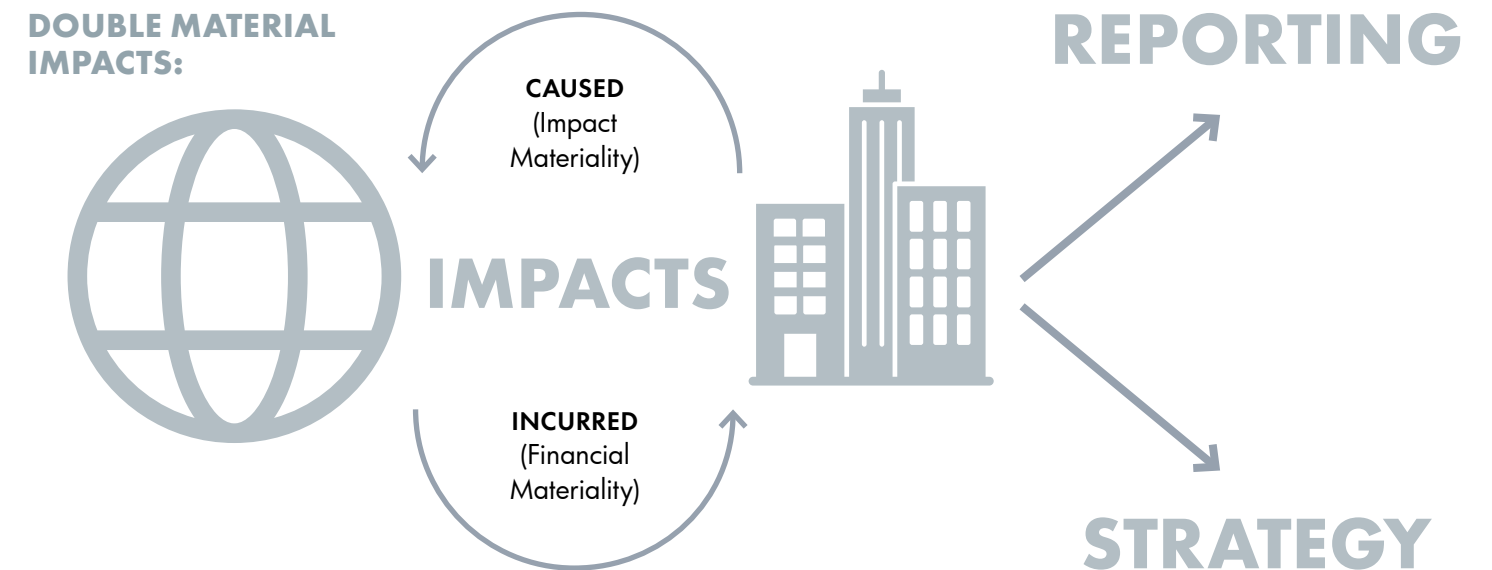 DOUBLE MATERIAL
IMPACTS:
CAUSED
(Impact
Materiality)
IMPACTS
INCURRED
(Financial
Materiality)
REPORTING
STRATEGY